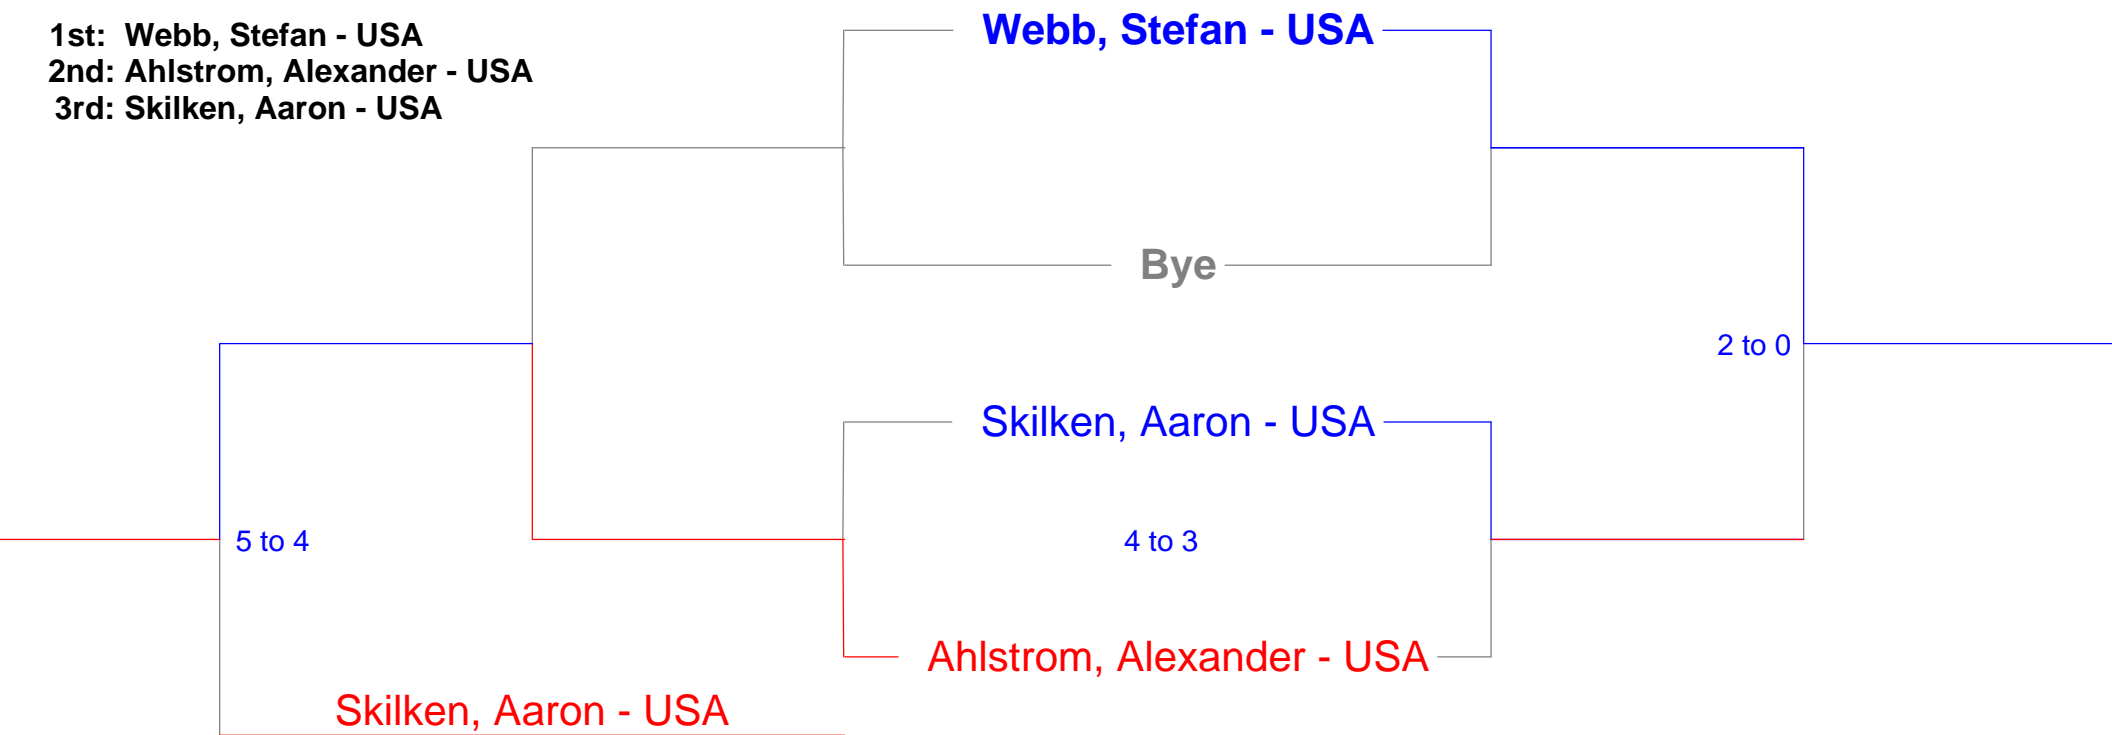 1st: Webb, Stefan - USA
2nd: Ahlstrom, Alexander - USA
3rd: Skilken, Aaron - USA
Webb, Stefan - USA
Bye
2 to 0
Skilken, Aaron - USA
5 to 4
4 to 3
Ahlstrom, Alexander - USA
Skilken, Aaron - USA